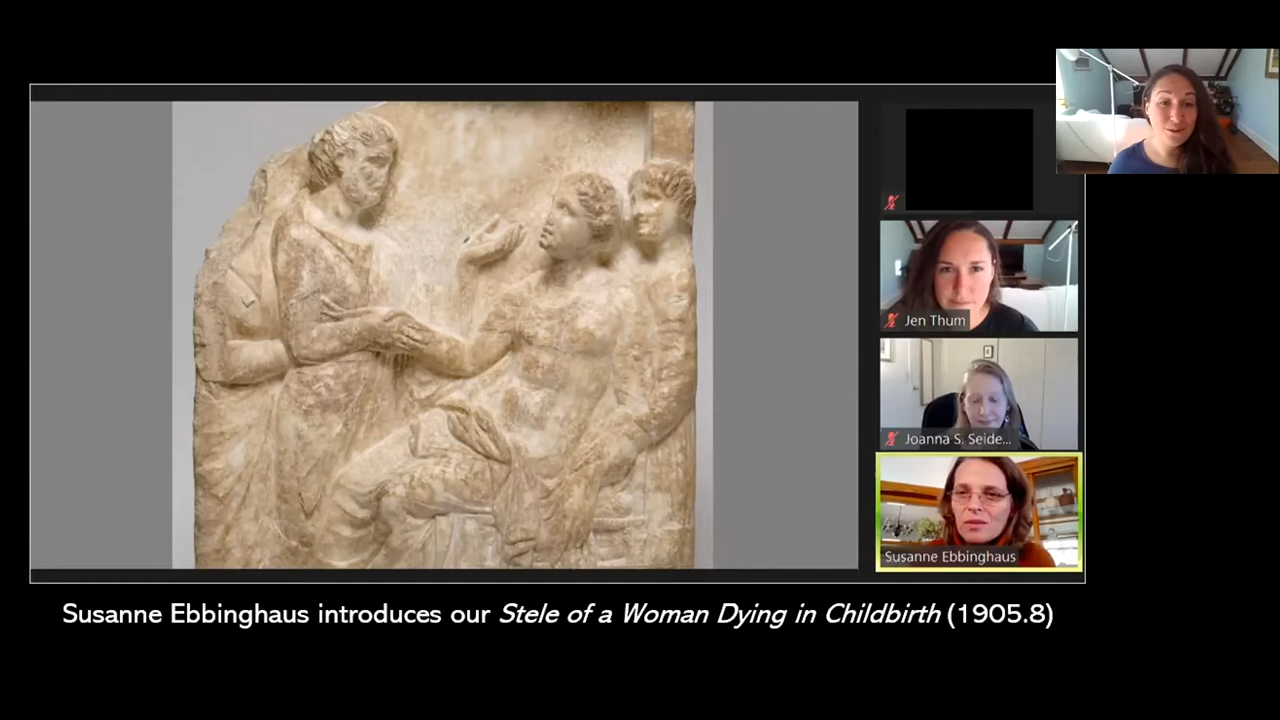 Jen Thum
Joanna S. Seide...
Susanne Ebbinghaus
Susanne Ebbinghaus introduces our Stele of a Woman Dying in Childbirth (1905.8)